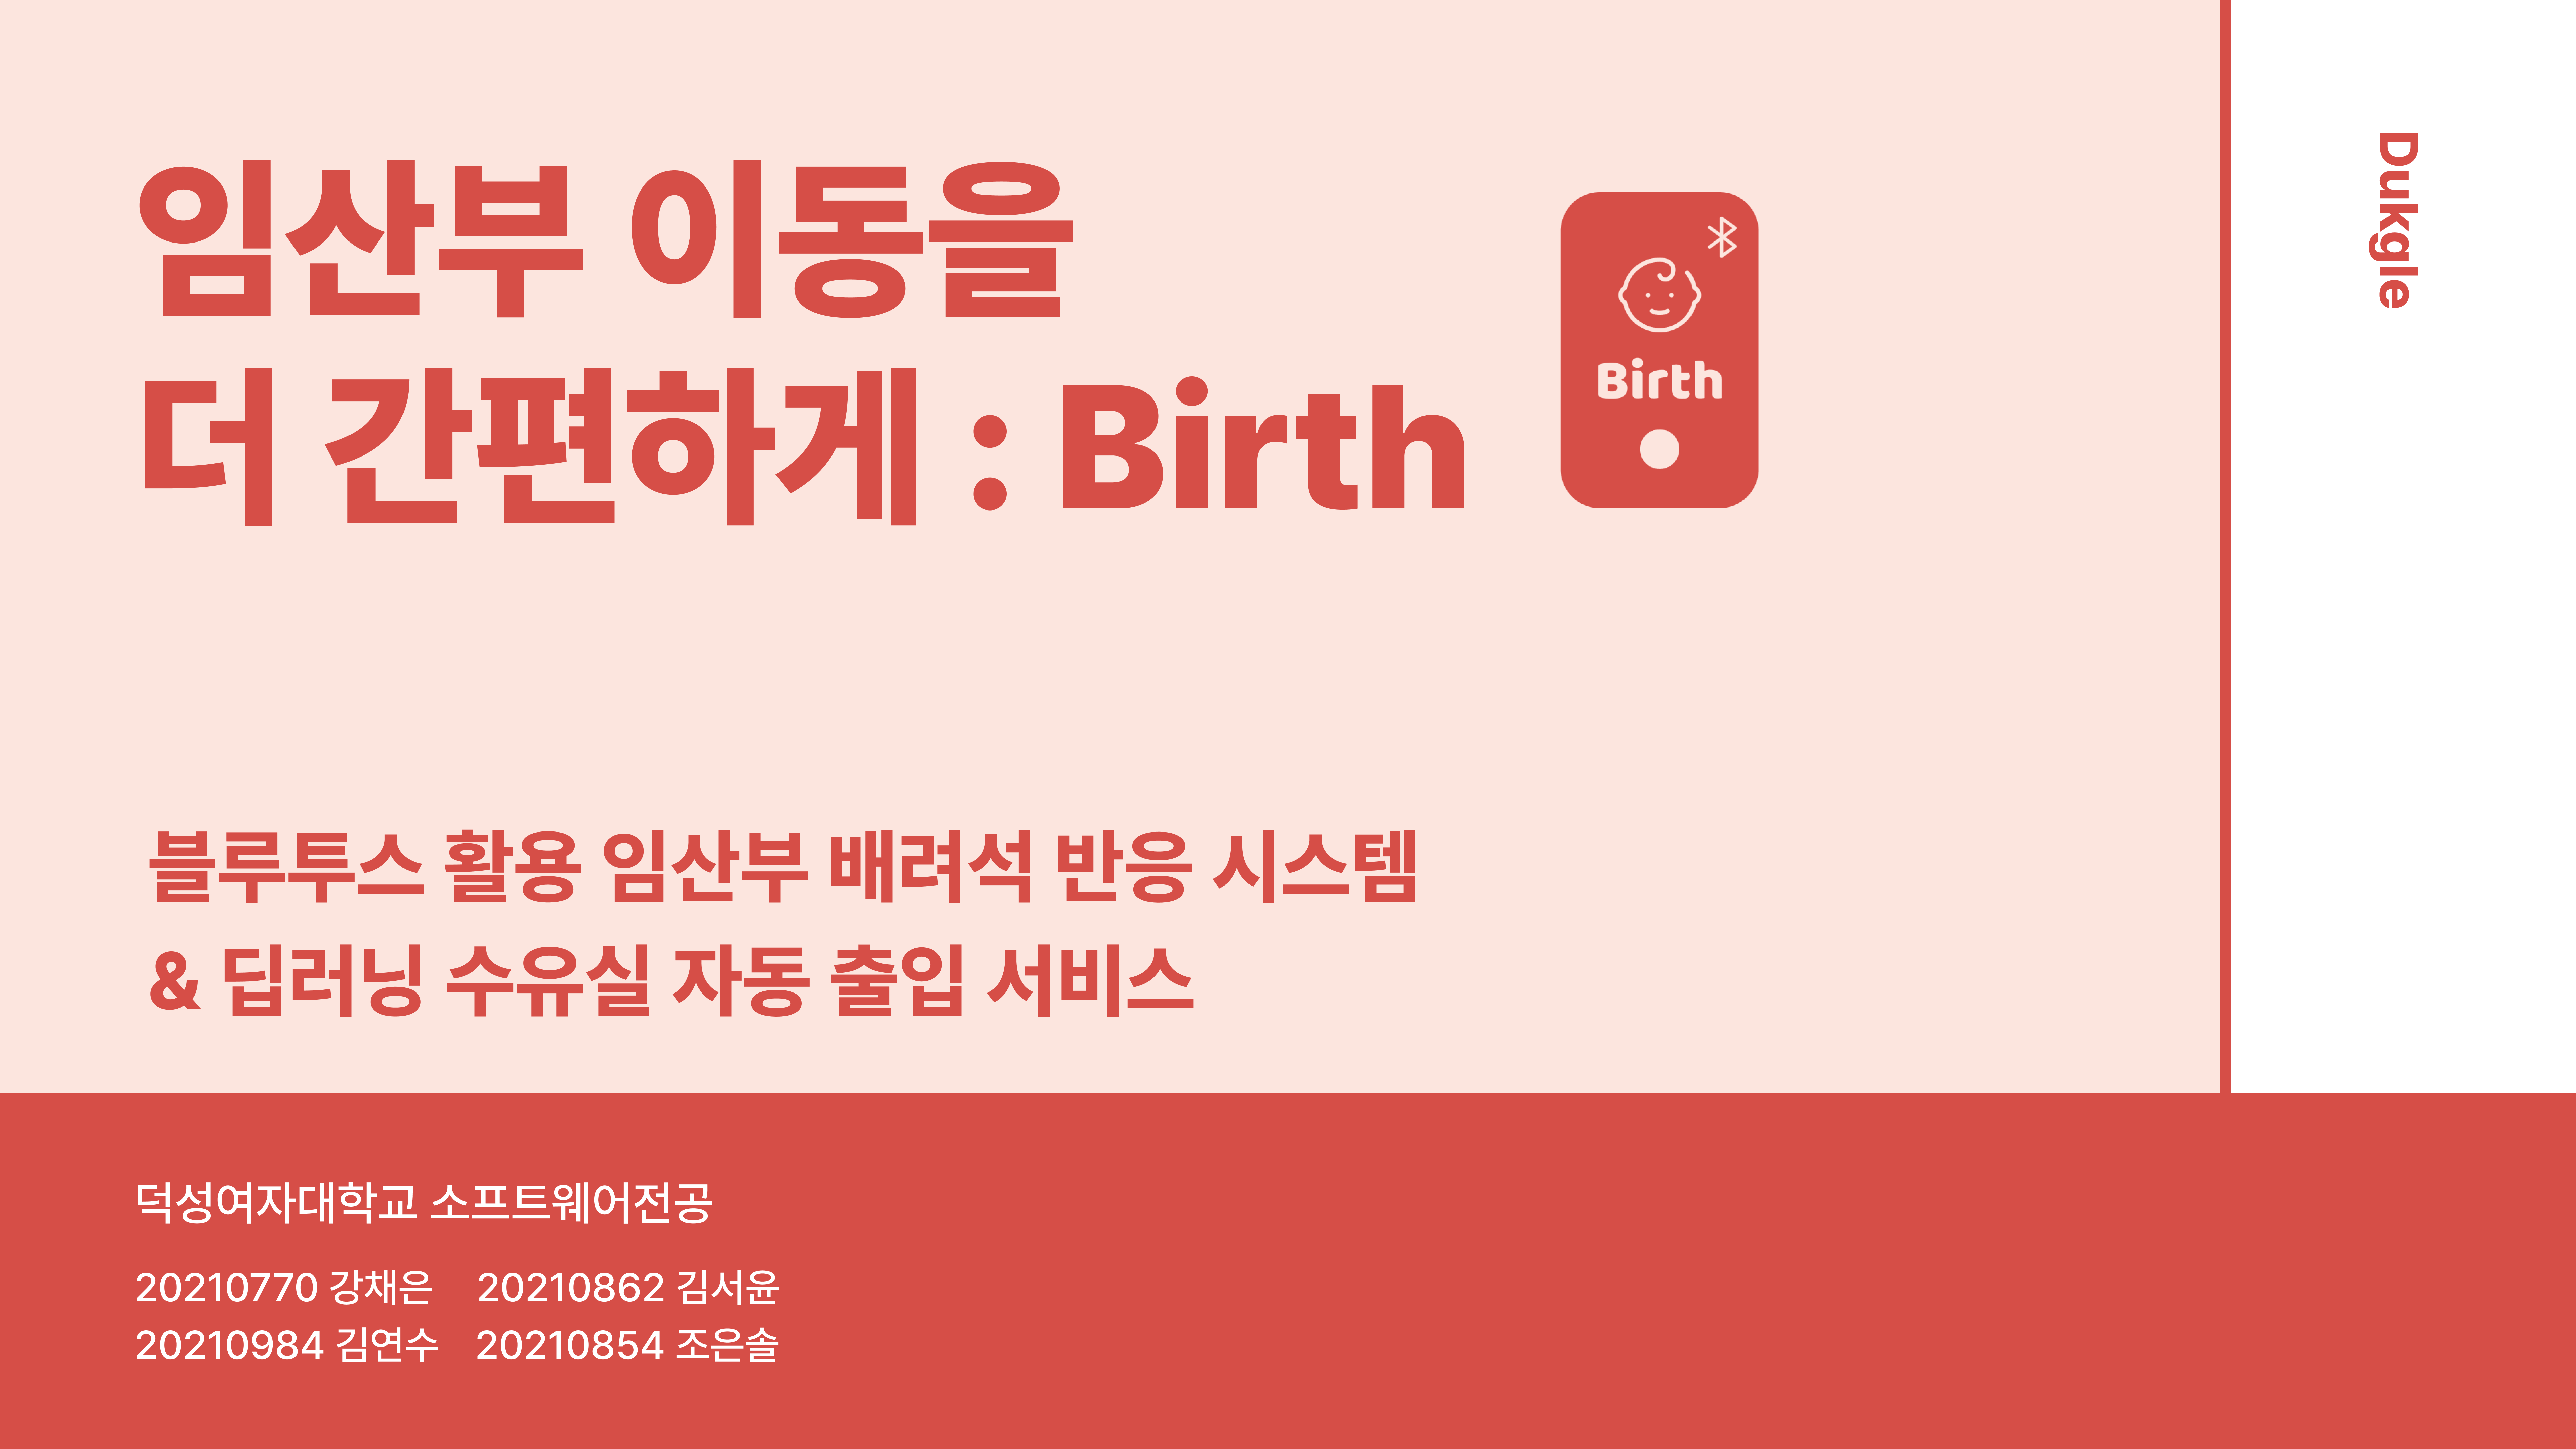 임산부 이동을
더 간편하게 : Birth
Birth
Dukgle
블루투스 활용 임산부 배려석 반응 시스템
& 딥러닝 수유실 자동 출입 서비스
덕성여자대학교 소프트웨어전공
20210770 강채은 20210862 김서윤
20210984 김연수 20210854 조은솔